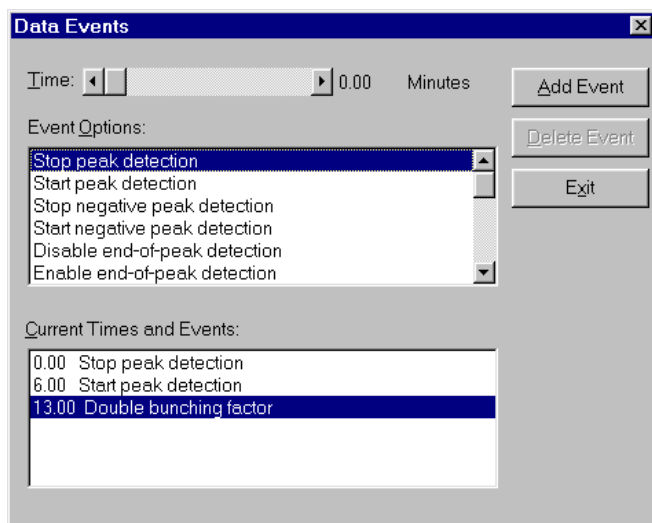 Data Events
Time: 0.00 Minutes
Add Event
Event Options:
Delete Event
Stop peak detection
Start peak detection
Stop negative peak detection
Start negative peak detection
Disable end-of-peak detection
Enable end-of-peak detection
Exit
Current Times and Events:
0.00 Stop peak detection
6.00 Start peak detection
13.00 Double bunching factor